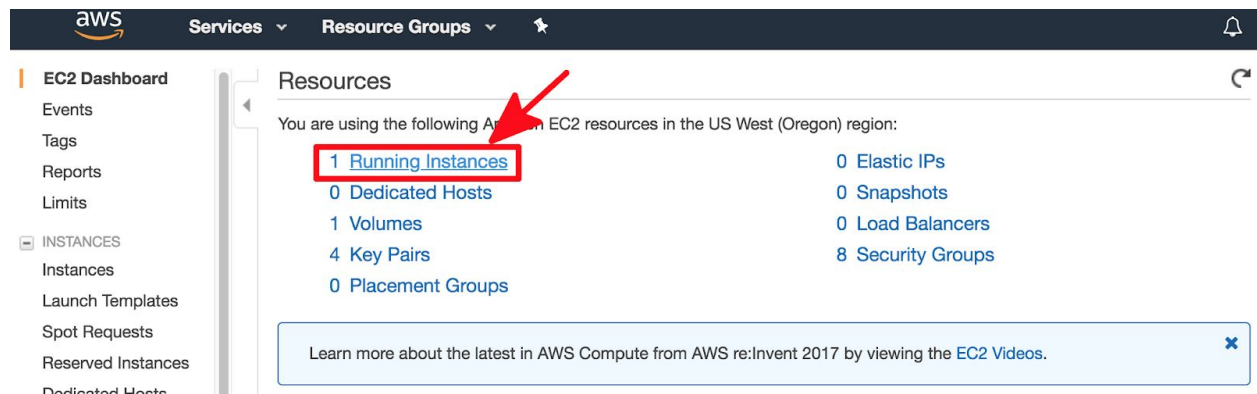 aws Services Resource Groups
EC2 Dashboard
Events
Tags
Reports
Limits
INSTANCES
Instances
Launch Templates
Spot Requests
Reserved Instances
Dedicated Hosts
Resources
You are using the following EC2 resources in the US West (Oregon) region:
1 Running Instances
0 Dedicated Hosts
1 Volumes
4 Key Pairs
0 Placement Groups
0 Elastic IPs
0 Snapshots
0 Load Balancers
8 Security Groups
Learn more about the latest in AWS Compute from AWS re:Invent 2017 by viewing the EC2 Videos.